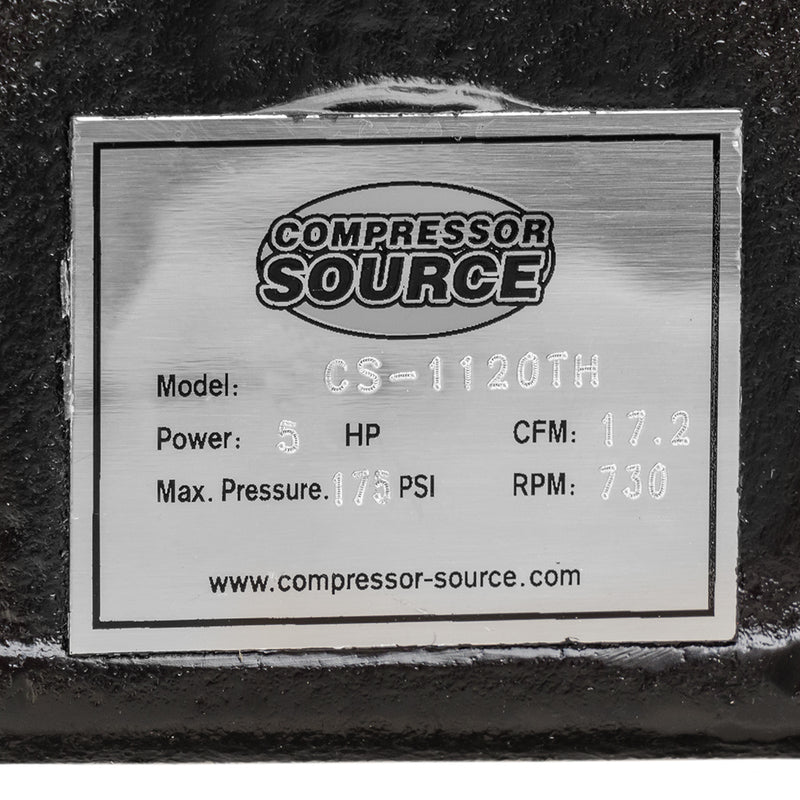 COMPRESSOR
SOURCE
Model: CS-1120TH
Power: 5 HP CFM: 17.2
Max. Pressure. 175 PSI RPM: 730
www.compressor-source.com